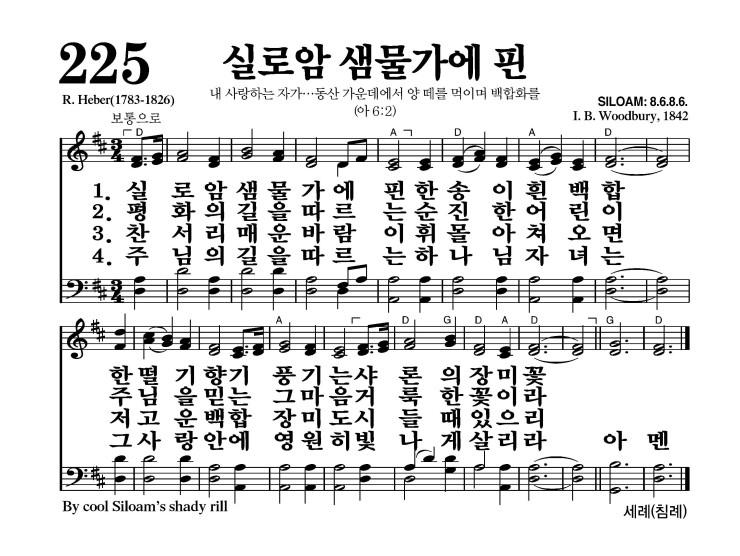 225 실로암 샘물가에 핀
R. Heber(1783-1826) 내 사랑하는 자가…동산 가운데에서 양 떼를 먹이며 백합화를 SILOAM: 8.6.8.6.
(아 6:2) I. B. Woodbury, 1842
보통으로
D A D A D
3/4
1. 실 로 암 샘 물 가 에 핀 한 송 이 흰 백 합
2. 평 화 의 길 을 따 르 는 순 진 한 어 린 이
3. 찬 서 리 매 운 바 람 이 휘 몰 아 쳐 오 면
4. 주 님 의 길 을 따 르 는 하 나 님 자 녀 는
3/4
A D G D A D G D
한 떨 기 향 기 풍 기 는 샤 론 의 장 미 꽃
주 님 을 믿 는 그 마 음 거 룩 한 꽃 이 라
저 고 운 백 합 장 미 도 시 들 때 있 으 리
그 사 랑 안 에 영 원 히 빛 나 게 살 리 라 아 멘
By cool Siloam's shady rill 세례(침례)